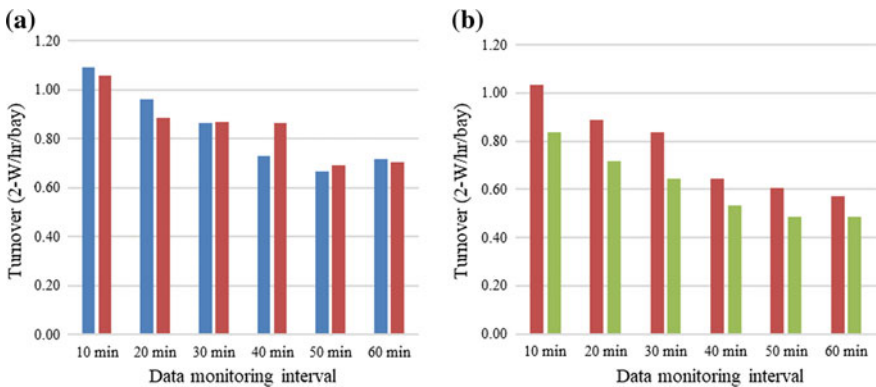 (a)
1.20
1.00
0.80
0.60
0.40
0.20
0.00
Turnover (2-W/hr/bay)
10 min 20 min 30 min 40 min 50 min 60 min
Data monitoring interval
(b)
1.20
1.00
0.80
0.60
0.40
0.20
0.00
Turnover (2-W/hr/bay)
10 min 20 min 30 min 40 min 50 min 60 min
Data monitoring interval